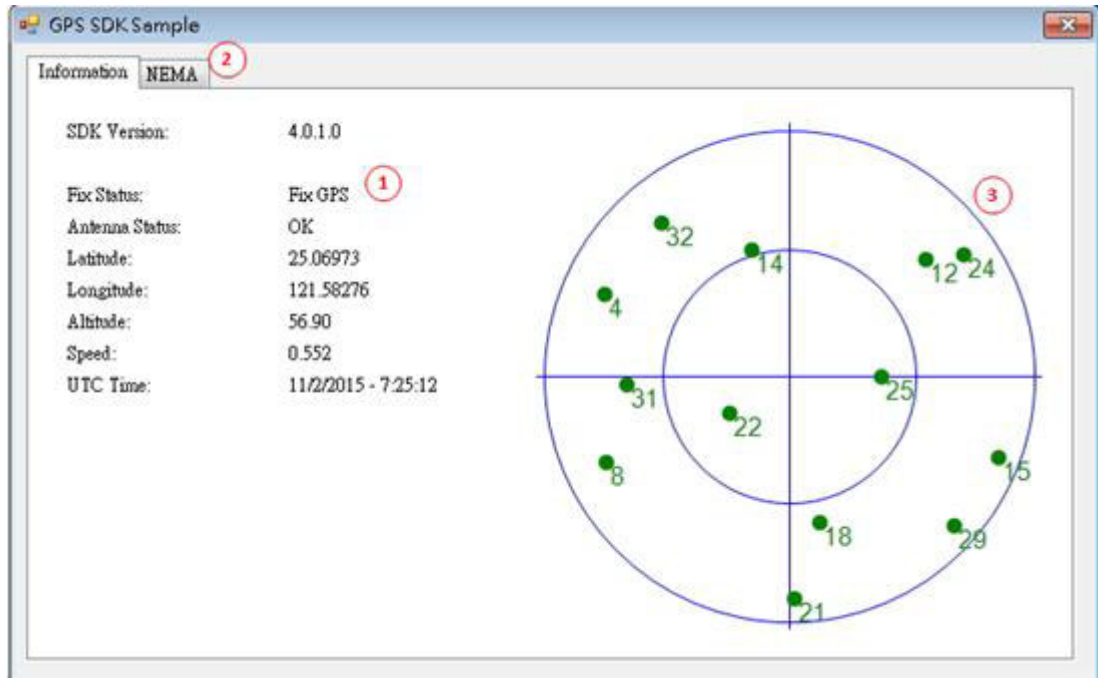 GPS SDK Sample
Information NEMA 2
SDK Version: 4.0.1.0
Fix Status: Fix GPS 1
Antenna Status: OK
Latitude: 25.06973
Longitude: 121.58276
Altitude: 56.90
Speed: 0.552
UTC Time: 11/2/2015 - 7:25:12
3
32
14
12
24
4
25
31
22
8
15
18
29
21